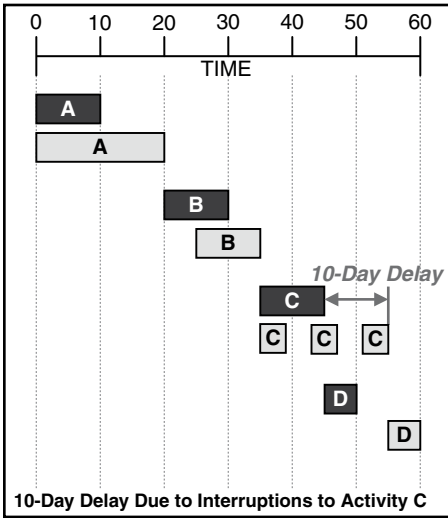 0 10 20 30 40 50 60
TIME
A
A
B
B
10-Day Delay
C
C C C
D
D
10-Day Delay Due to Interruptions to Activity C